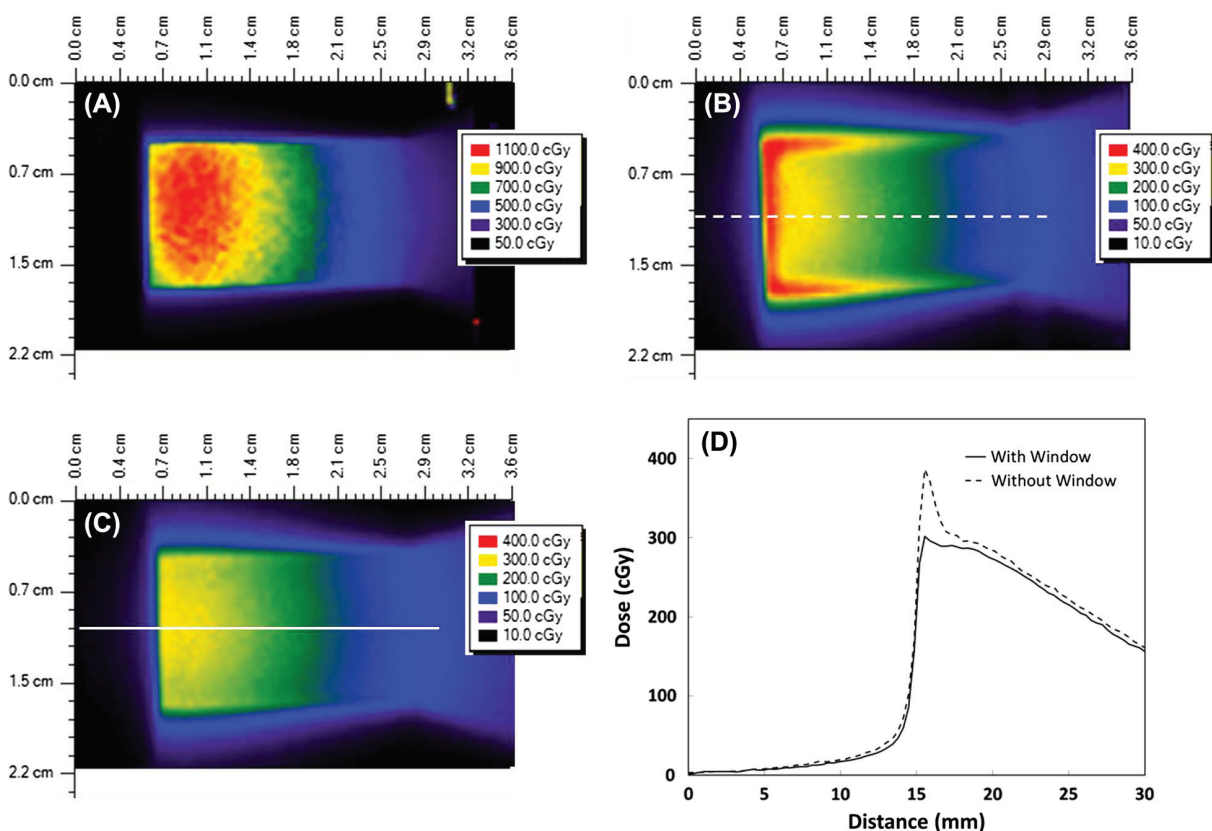 0.0 cm 0.4 cm 0.7 cm 1.1 cm 1.4 cm 1.8 cm 2.1 cm 2.5 cm 2.9 cm 3.2 cm 3.6 cm
0.0 cm
0.7 cm
1.5 cm
2.2 cm
(A)
1100.0 cGy
900.0 cGy
700.0 cGy
500.0 cGy
300.0 cGy
50.0 cGy
0.0 cm 0.4 cm 0.7 cm 1.1 cm 1.4 cm 1.8 cm 2.1 cm 2.5 cm 2.9 cm 3.2 cm 3.6 cm
0.0 cm
0.7 cm
1.5 cm
2.2 cm
(B)
400.0 cGy
300.0 cGy
200.0 cGy
100.0 cGy
50.0 cGy
10.0 cGy
0.0 cm 0.4 cm 0.7 cm 1.1 cm 1.4 cm 1.8 cm 2.1 cm 2.5 cm 2.9 cm 3.2 cm 3.6 cm
0.0 cm
0.7 cm
1.5 cm
2.2 cm
(C)
400.0 cGy
300.0 cGy
200.0 cGy
100.0 cGy
50.0 cGy
10.0 cGy
(D)
With Window
Without Window
Dose (cGy)
400
300
200
100
0
0 5 10 15 20 25 30
Distance (mm)